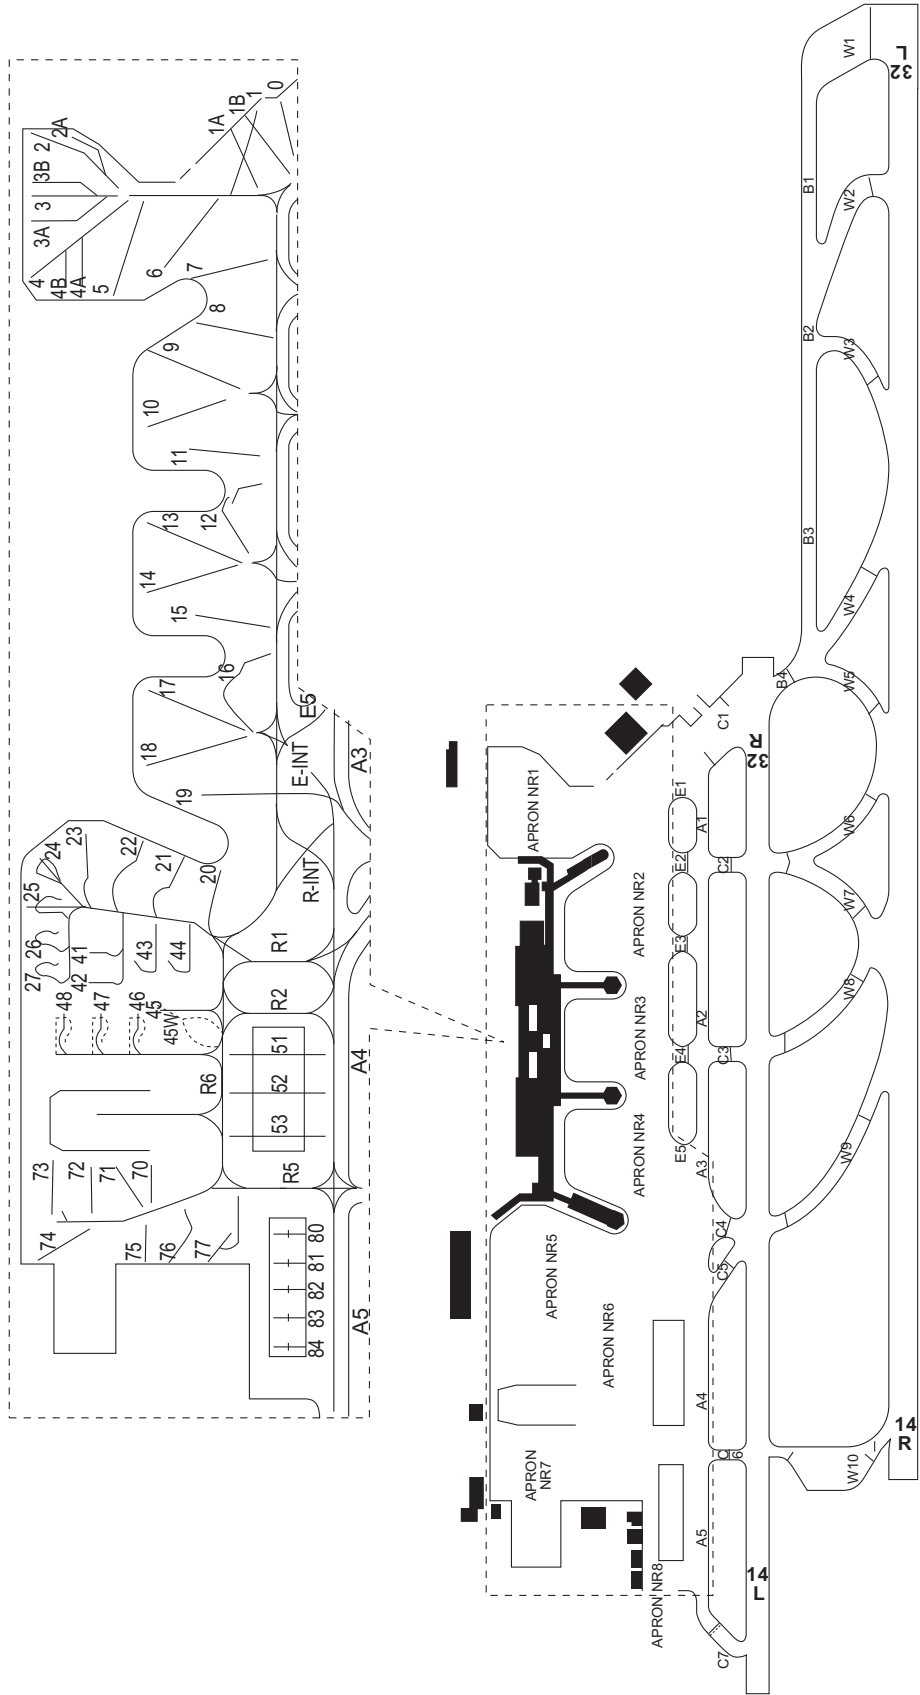 0
1
1B
1A
2A
2
3B
3
3A
4
4B
4A
5
6
7
8
9
10
11
12
13
14
15
16
17
18
19
E5
E-INT
A3
R-INT
20
21
22
23
24
25
26
27
41
42
43
44
48
47
46
45
45W
R1
R2
A4
R6
51
52
53
R5
73
72
71
70
74
75
76
77
80
81
82
83
84
A5
W1
32
L
B1
W2
B2
W3
B3
W4
B4
W5
C1
32
R
APRON NR1
E1
A1
E2
C2
W6
APRON NR2
E3
W7
A2
W8
APRON NR3
E4
C3
APRON NR4
E5
A3
W9
C4
C5
APRON NR5
APRON NR6
A4
C
6
14
R
W10
APRON
NR7
A5
14
L
APRON NR8
C7